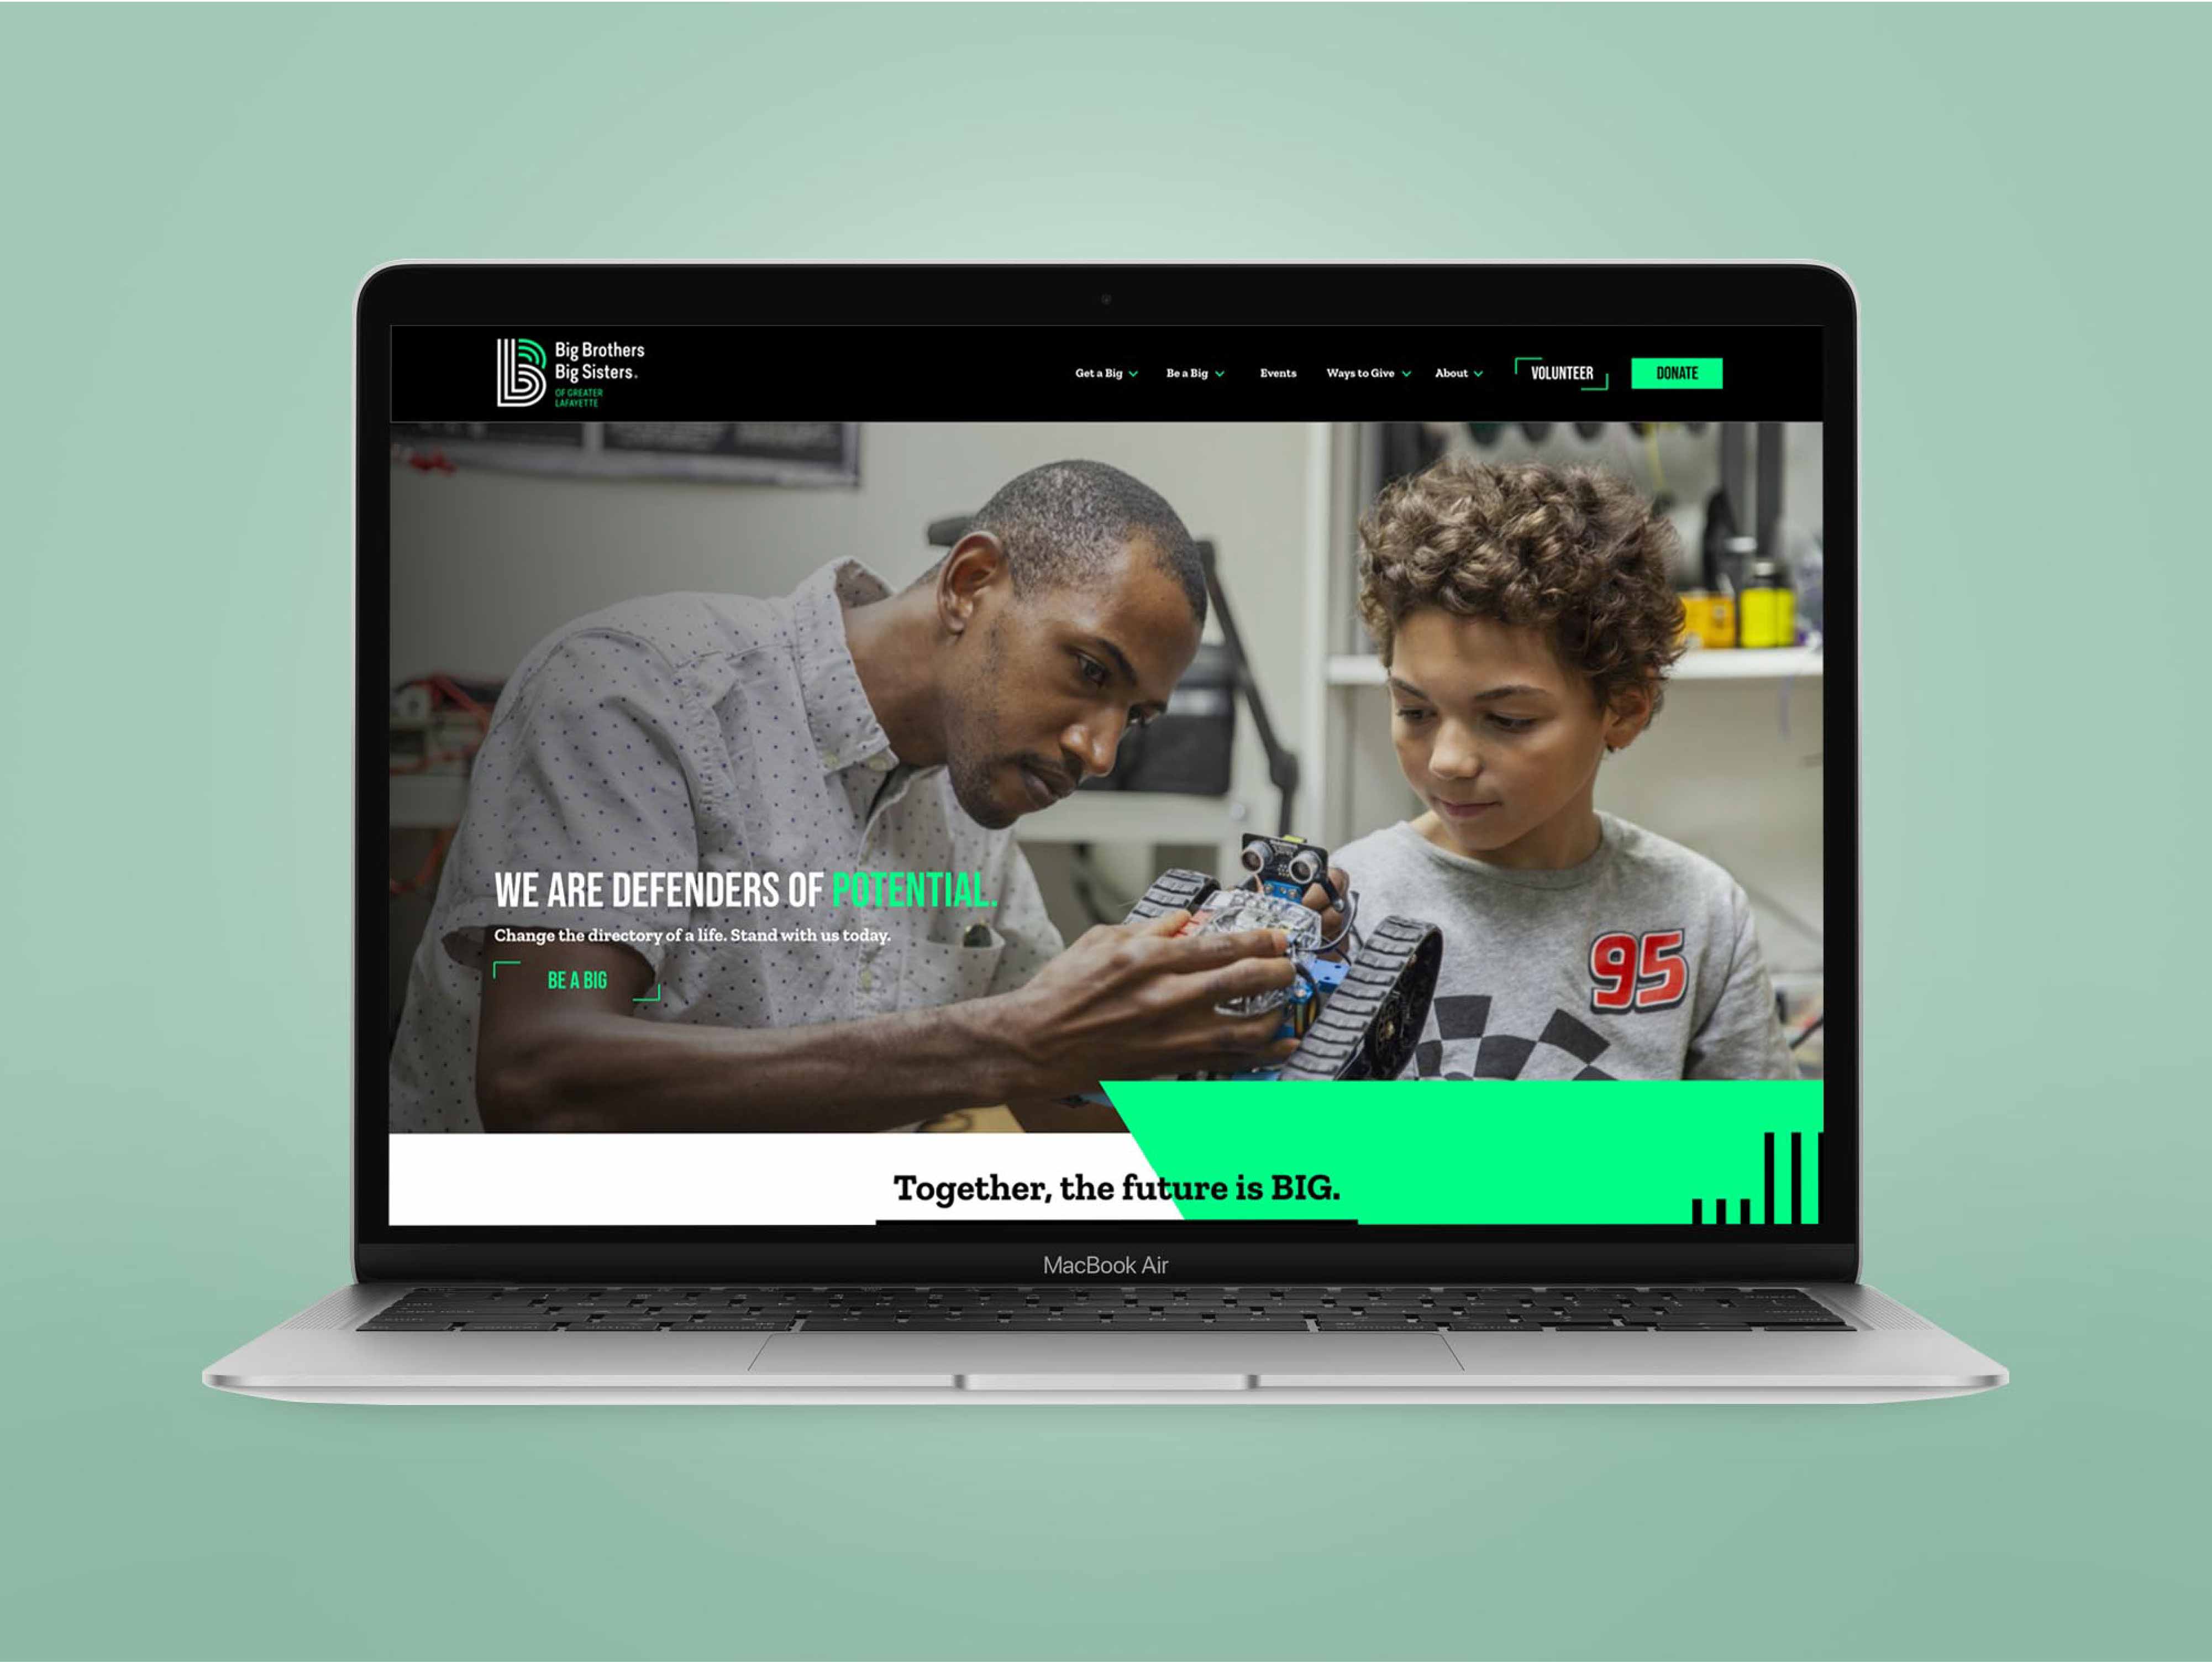 Big Brothers
Big Sisters.
OF GREATER
LAFAYETTE
Get a Big
Be a Big
Events
Ways to Give
About
VOLUNTEER
DONATE
WE ARE DEFENDERS OF POTENTIAL.
Change the directory of a life. Stand with us today.
BE A BIG
95
Together, the future is BIG.
MacBook Air